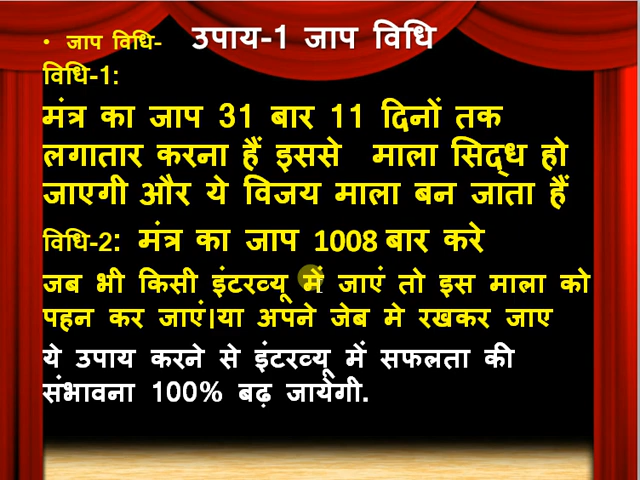 उपाय-1 जाप विधि
• जाप विधि-
विधि-1:
मंत्र का जाप 31 बार 11 दिनों तक
लगातार करना हैं इससे माला सिद्ध हो
जाएगी और ये विजय माला बन जाता हैं
विधि-2: मंत्र का जाप 1008 बार करे
जब भी किसी इंटरव्यू में जाएं तो इस माला को
पहन कर जाएं।या अपने जेब मे रखकर जाए
ये उपाय करने से इंटरव्यू में सफलता की
संभावना 100% बढ़ जायेगी.